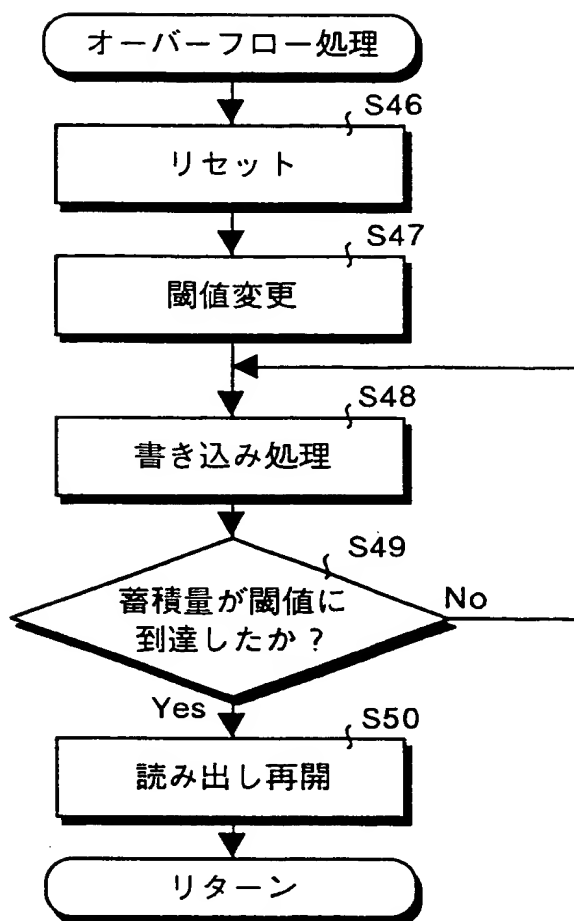 オーバーフロー処理
S46
リセット
S47
閾値変更
S48
書き込み処理
S49
蓄積量が閾値に
到達したか？
No
Yes
S50
読み出し再開
リターン